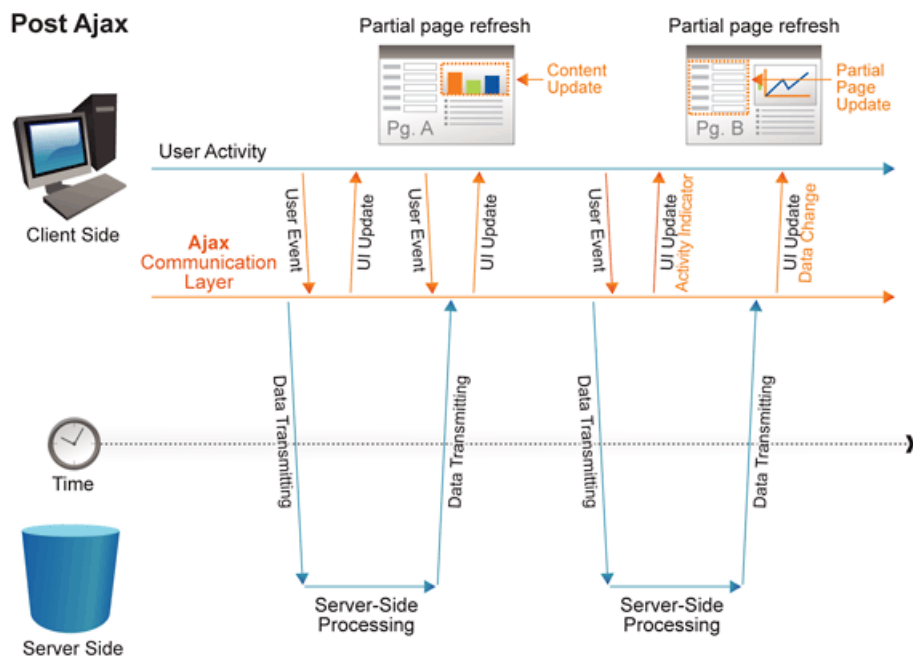 Post Ajax
Partial page refresh
Partial page refresh
Content
Update
Partial
Page
Update
Pg. A
Pg. B
User Activity
Client Side
Ajax
Communication
Layer
User Event
UI Update
User Event
UI Update
User Event
UI Update
Activity Indicator
UI Update
Data Change
Data Transmitting
Data Transmitting
Data Transmitting
Data Transmitting
Time
Server-Side
Processing
Server-Side
Processing
Server Side